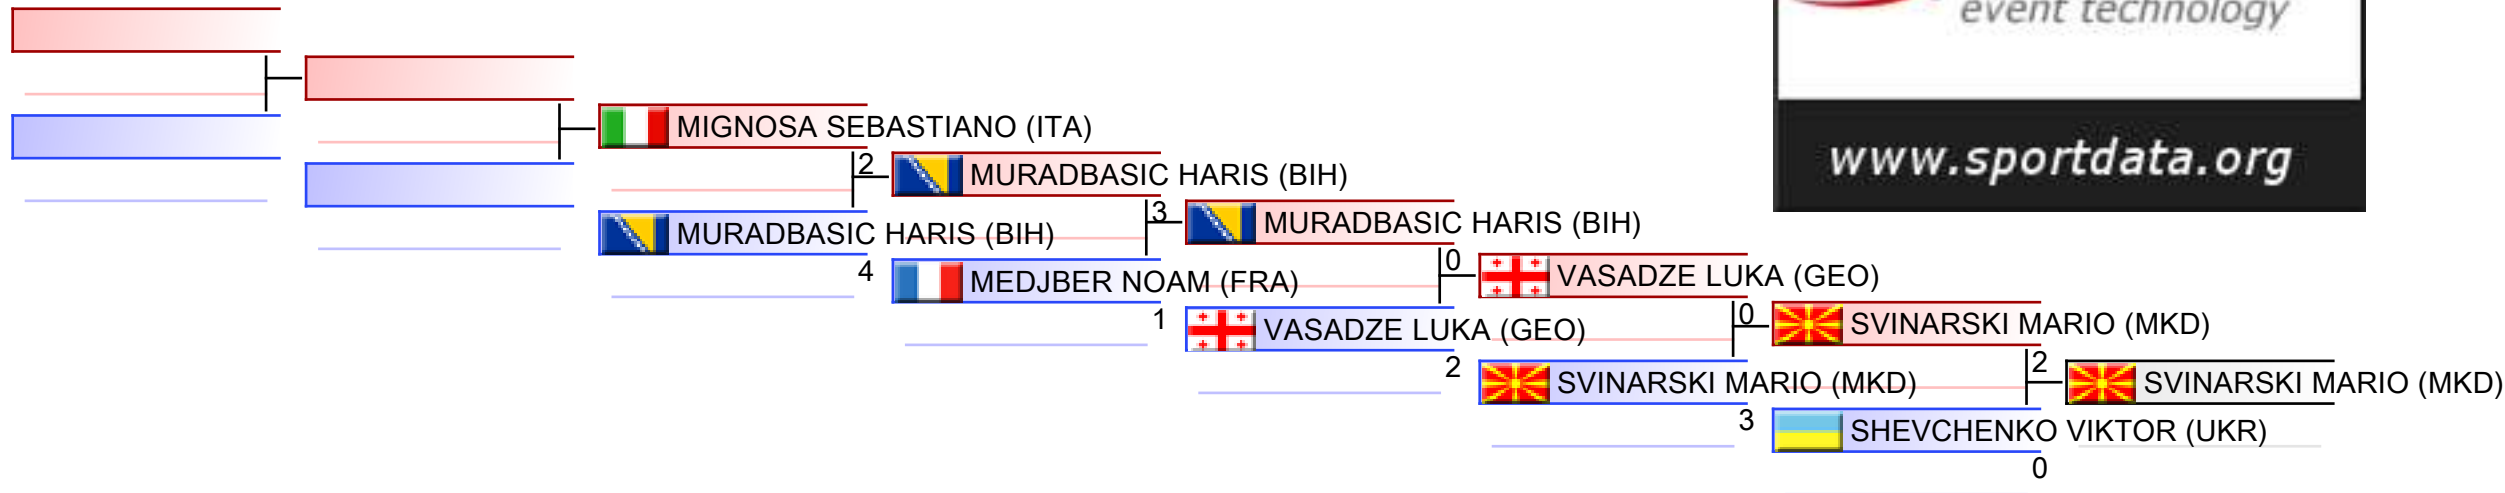 event technology
www.sportdata.org
MIGNOSA SEBASTIANO (ITA)
2
MURADBASIC HARIS (BIH)
4
MURADBASIC HARIS (BIH)
3
MEDJBER NOAM (FRA)
1
MURADBASIC HARIS (BIH)
0
VASADZE LUKA (GEO)
2
VASADZE LUKA (GEO)
0
SVINARSKI MARIO (MKD)
3
SVINARSKI MARIO (MKD)
2
SHEVCHENKO VIKTOR (UKR)
0
SVINARSKI MARIO (MKD)